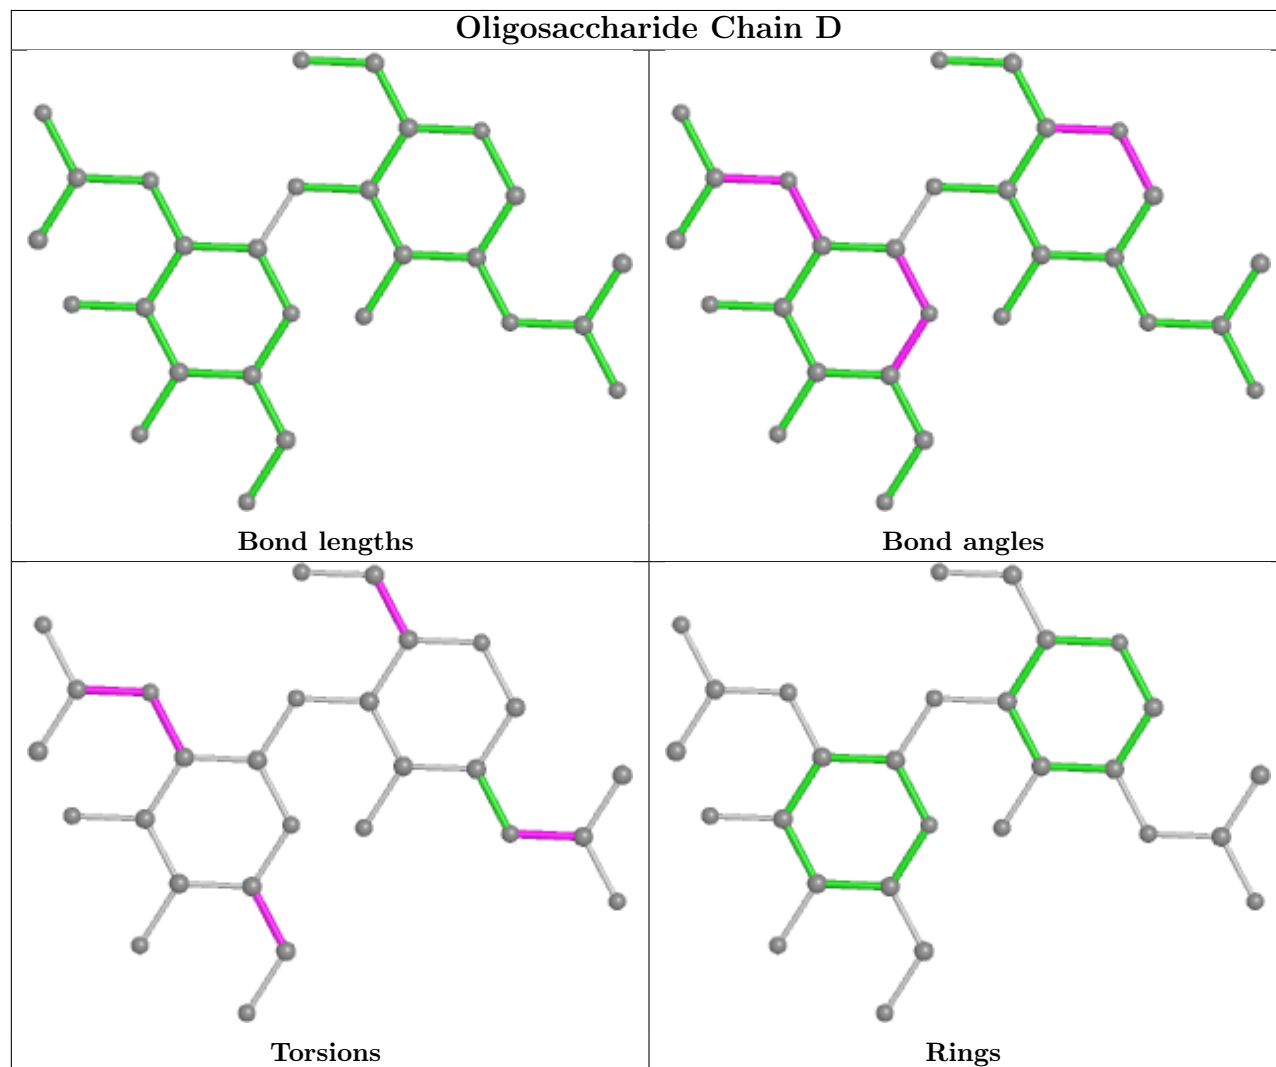 Oligosaccharide Chain D
Bond lengths
Bond angles
Torsions
Rings